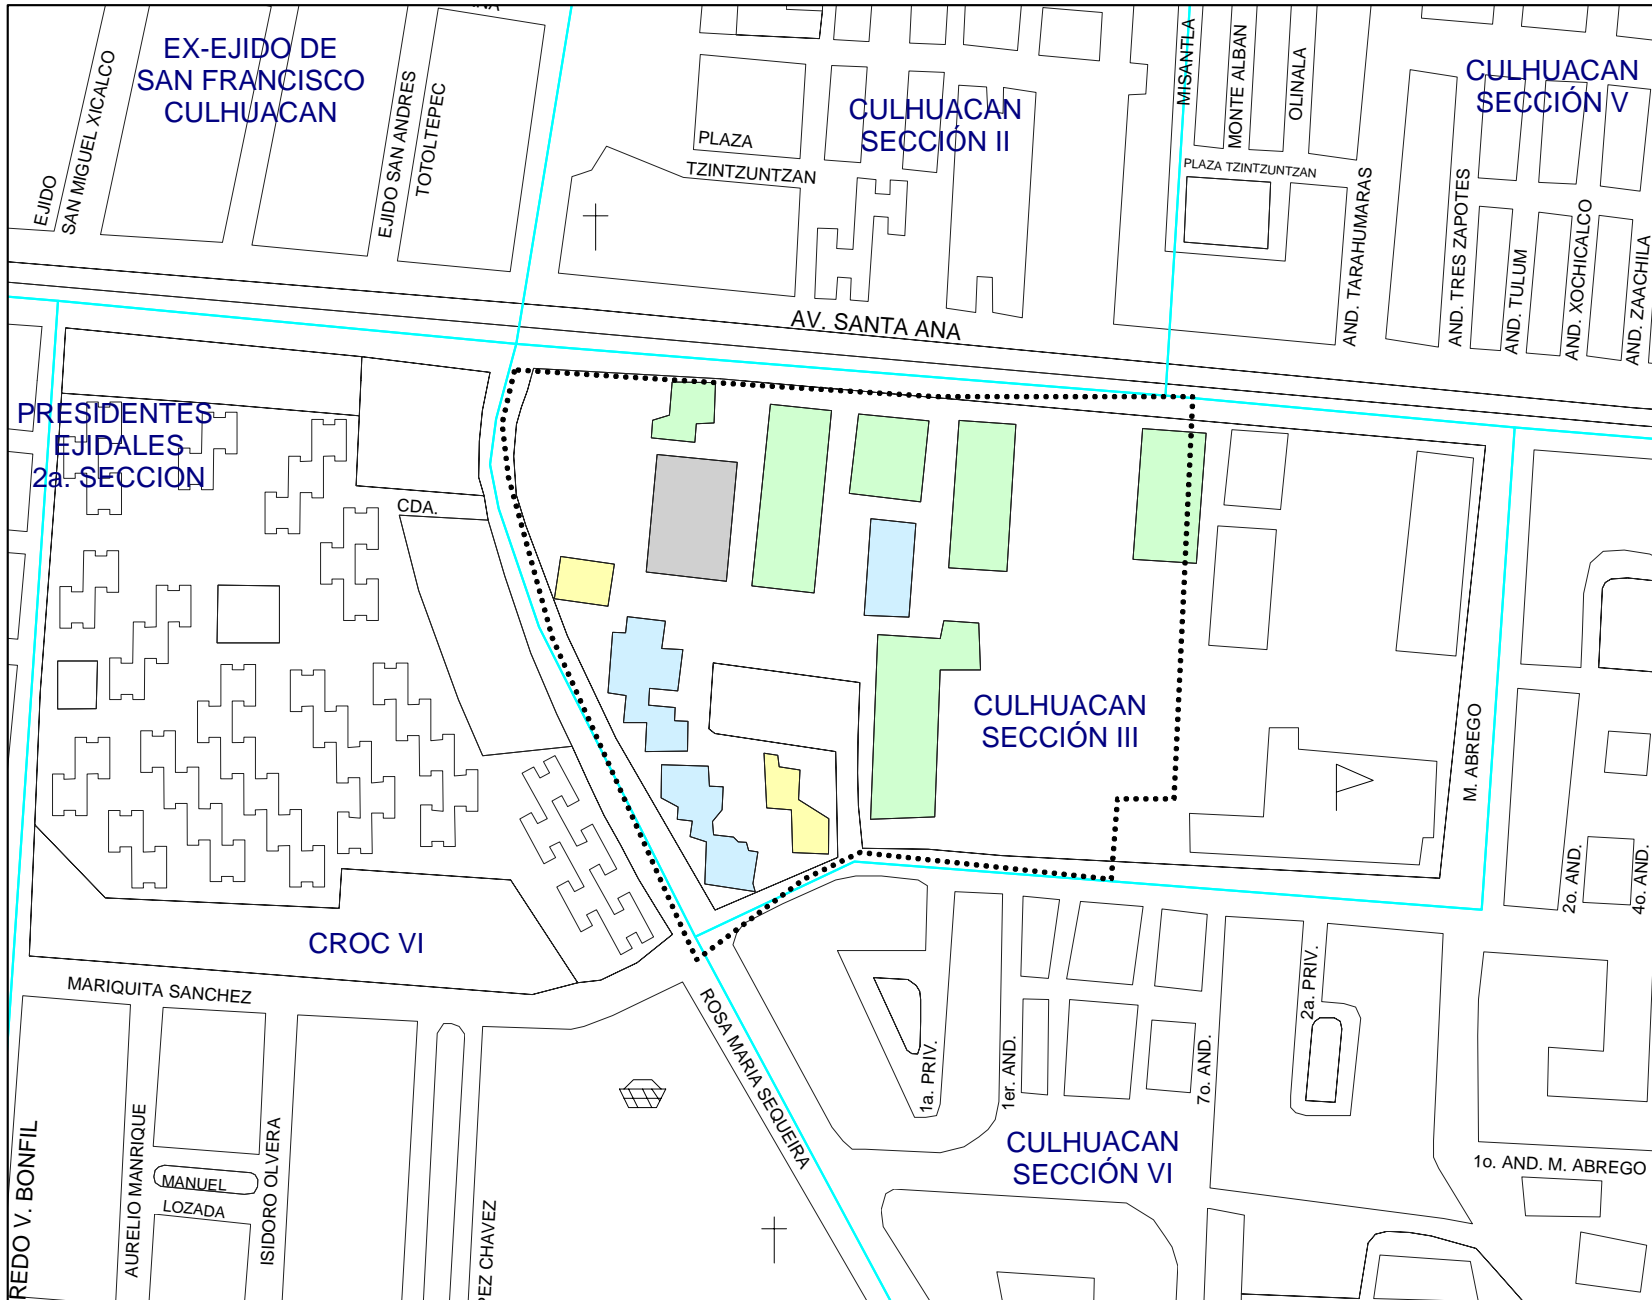 EX-EJIDO DE
SAN FRANCISCO
CULHUACAN
EJIDO
SAN MIGUEL XICALCO
EJIDO SAN ANDRES
TOTOLTEPEC
CULHUACAN
SECCIÓN II
PLAZA
TZINTZUNTZAN
MISANTLA
MONTE ALBAN
OLINALA
PLAZA TZINTZUNTZAN
CULHUACAN
SECCIÓN V
AND. TARAHUMARAS
AND. TRES ZAPOTES
AND. TULUM
AND. XOCHICALCO
AND. ZAACHILA
AV. SANTA ANA
PRESIDENTES
EJIDALES
2a. SECCION
CDA.
CULHUACAN
SECCIÓN III
M. ABREGO
2o. AND.
4o. AND.
CROC VI
MARIQUITA SANCHEZ
ROSA MARIA SEQUEIRA
1a. PRIV.
1er. AND.
7o. AND.
2a. PRIV.
CULHUACAN
SECCIÓN VI
1o. AND. M. ABREGO
REDO V. BONFIL
AURELIO MANRIQUE
MANUEL
LOZADA
ISIDORO OLVERA
PEZ CHAVEZ